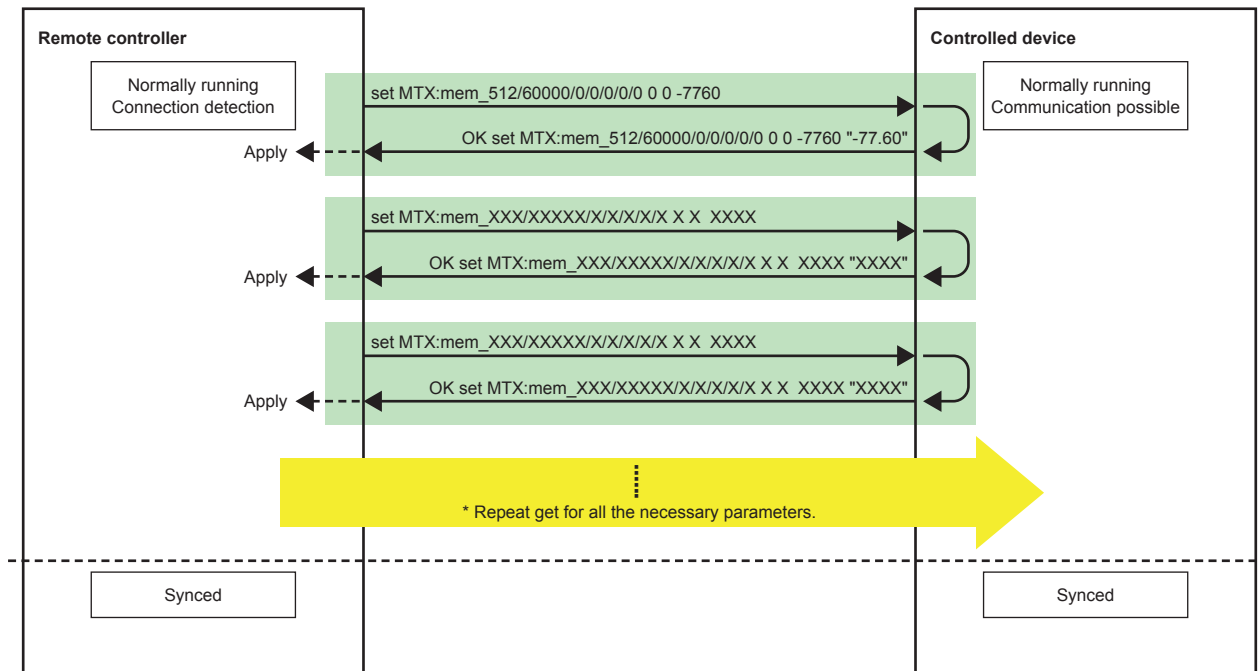 Remote controller
Controlled device
Normally running
Connection detection
Normally running
Communication possible
set MTX:mem_512/60000/0/0/0/0/0 0 0 -7760
OK set MTX:mem_512/60000/0/0/0/0/0 0 0 -7760 "-77.60"
Apply
set MTX:mem_XXX/XXXXX/X/X/X/X/X X X  XXXX
OK set MTX:mem_XXX/XXXXX/X/X/X/X/X X X  XXXX "XXXX"
Apply
set MTX:mem_XXX/XXXXX/X/X/X/X/X X X  XXXX
OK set MTX:mem_XXX/XXXXX/X/X/X/X/X X X  XXXX "XXXX"
Apply
* Repeat get for all the necessary parameters.
Synced
Synced